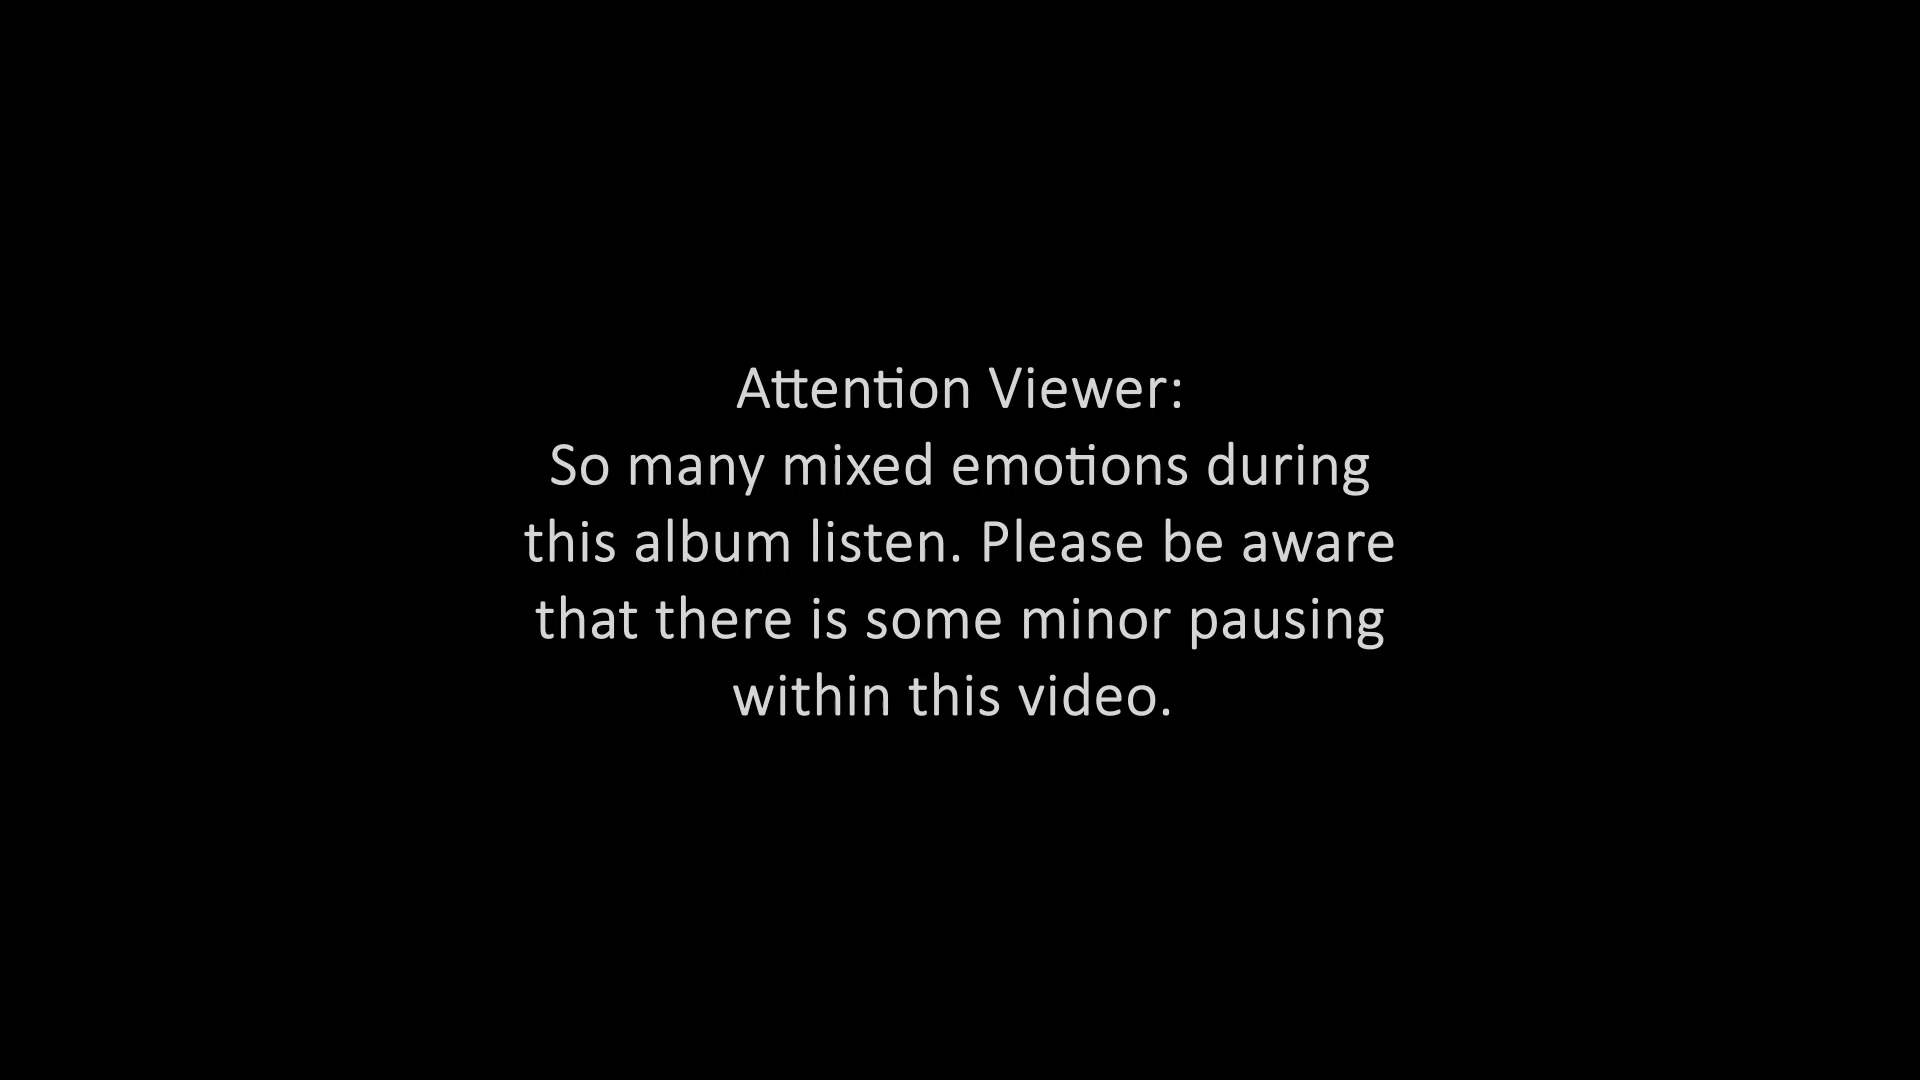 Attention Viewer:
So many mixed emotions during
this album listen. Please be aware
that there is some minor pausing
within this video.